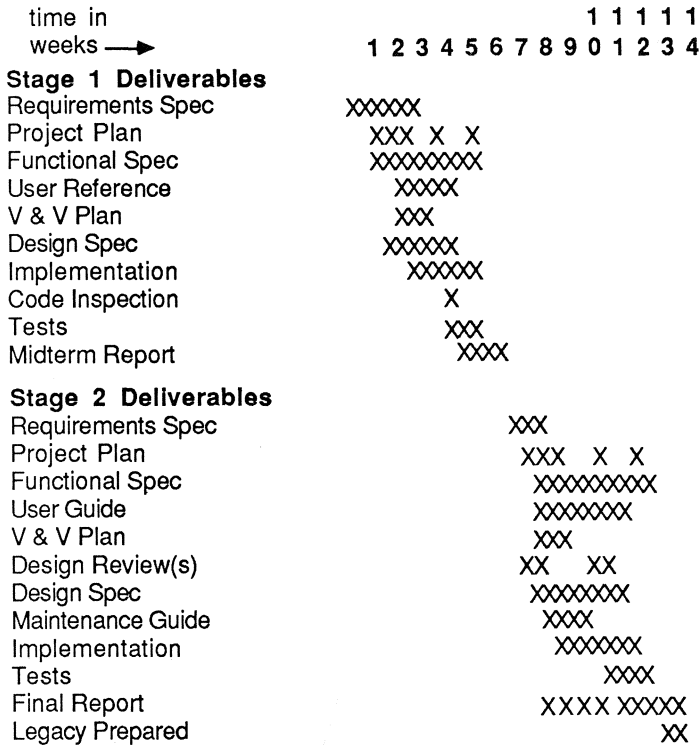 time in 1 1 1 1 1
weeks → 1 2 3 4 5 6 7 8 9 0 1 2 3 4
Stage 1 Deliverables
Requirements Spec XXXXXX
Project Plan XXX X X
Functional Spec XXXXXXXXX
User Reference XXXXX
V & V Plan XXX
Design Spec XXXXXX
Implementation XXXXXX
Code Inspection X
Tests XXX
Midterm Report XXXX
Stage 2 Deliverables
Requirements Spec XXX
Project Plan XXX X X
Functional Spec XXXXXXXXXX
User Guide XXXXXXXX
V & V Plan XXX
Design Review(s) XX XX
Design Spec XXXXXXXX
Maintenance Guide XXXX
Implementation XXXXXXX
Tests XXXX
Final Report XXXX XXXXX
Legacy Prepared XX